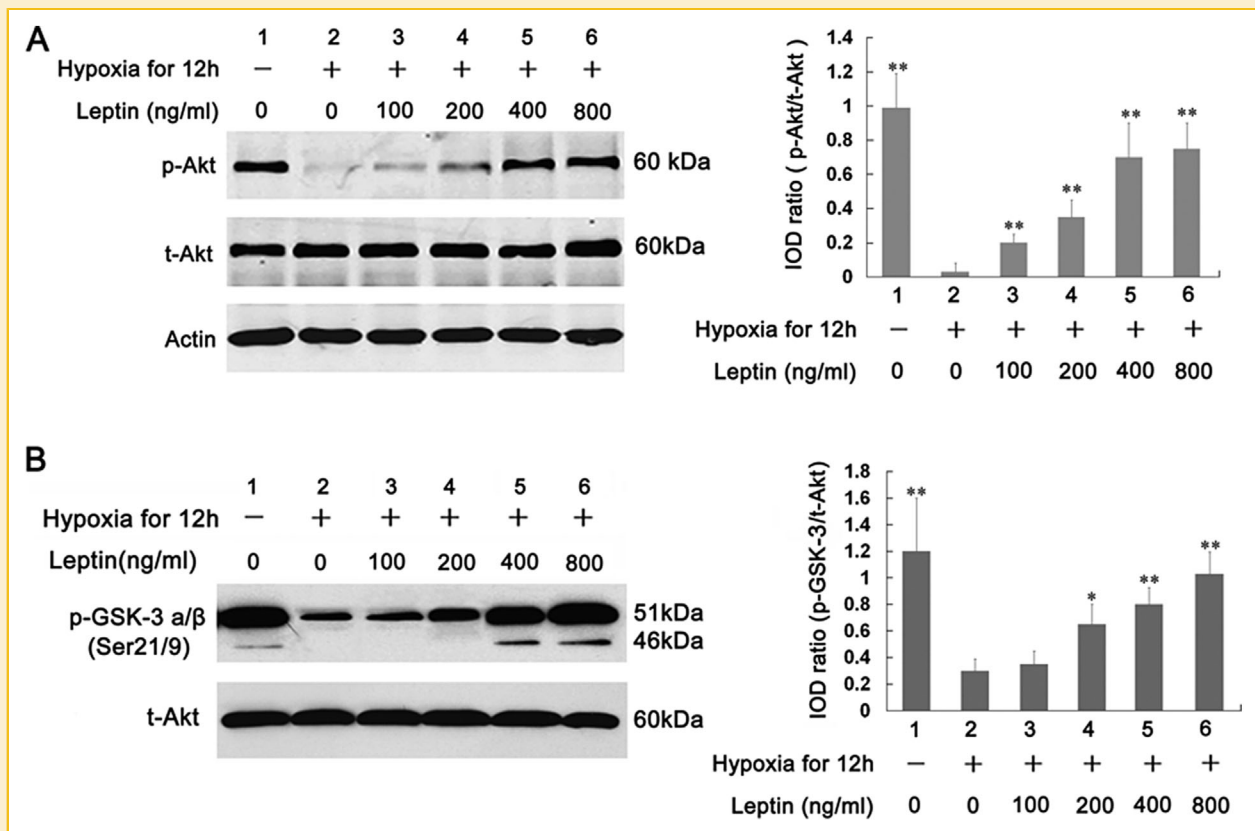 A
1 2 3 4 5 6
Hypoxia for 12h − + + + + +
Leptin (ng/ml) 0 0 100 200 400 800
p-Akt 60 kDa
t-Akt 60kDa
Actin
IOD ratio ( p-Akt/t-Akt )
1.4
1.2
1
0.8
0.6
0.4
0.2
0
** ** ** ** **
1 2 3 4 5 6
Hypoxia for 12h − + + + + +
Leptin (ng/ml) 0 0 100 200 400 800
B
1 2 3 4 5 6
Hypoxia for 12h − + + + + +
Leptin(ng/ml) 0 0 100 200 400 800
p-GSK-3 a/β 51kDa
(Ser21/9) 46kDa
t-Akt 60kDa
IOD ratio (p-GSK-3/t-Akt)
1.8
1.6
1.4
1.2
1
0.8
0.6
0.4
0.2
0
** * ** **
1 2 3 4 5 6
Hypoxia for 12h − + + + + +
Leptin (ng/ml) 0 0 100 200 400 800